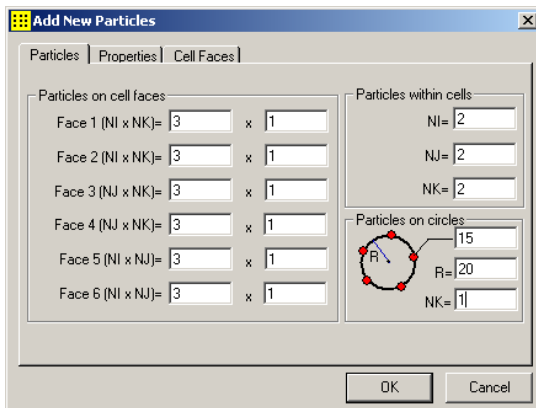 Add New Particles
Particles Properties Cell Faces
Particles on cell faces
Face 1 (NI x NK)= 3 x 1
Face 2 (NI x NK)= 3 x 1
Face 3 (NJ x NK)= 3 x 1
Face 4 (NJ x NK)= 3 x 1
Face 5 (NI x NJ)= 3 x 1
Face 6 (NI x NJ)= 3 x 1
Particles within cells
NI= 2
NJ= 2
NK= 2
Particles on circles
15
R
R= 20
NK= 1
OK Cancel